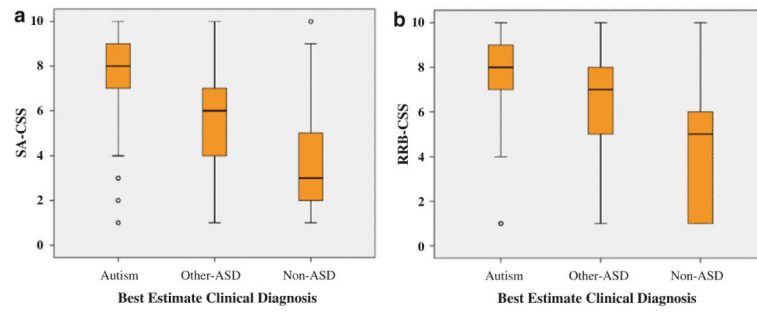 a
10
8
6
4
2
0
SA-CSS
Autism Other-ASD Non-ASD
Best Estimate Clinical Diagnosis
b
10
8
6
4
2
0
RRB-CSS
Autism Other-ASD Non-ASD
Best Estimate Clinical Diagnosis